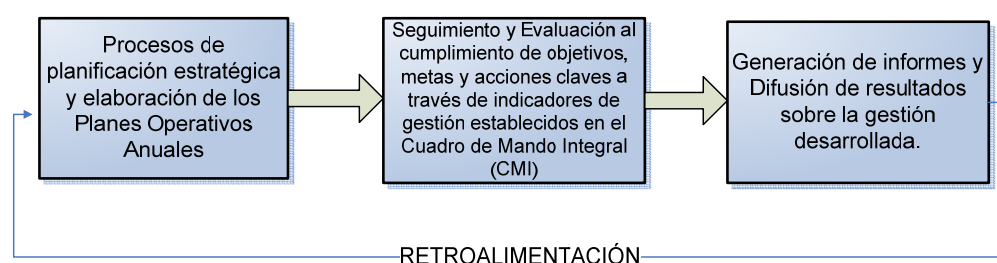 Procesos de
planificación estratégica
y elaboración de los
Planes Operativos
Anuales
Seguimiento y Evaluación al
cumplimiento de objetivos,
metas y acciones claves a
través de indicadores de
gestión establecidos en el
Cuadro de Mando Integral
(CMI)
Generación de informes y
Difusión de resultados
sobre la gestión
desarrollada.
RETROALIMENTACIÓN